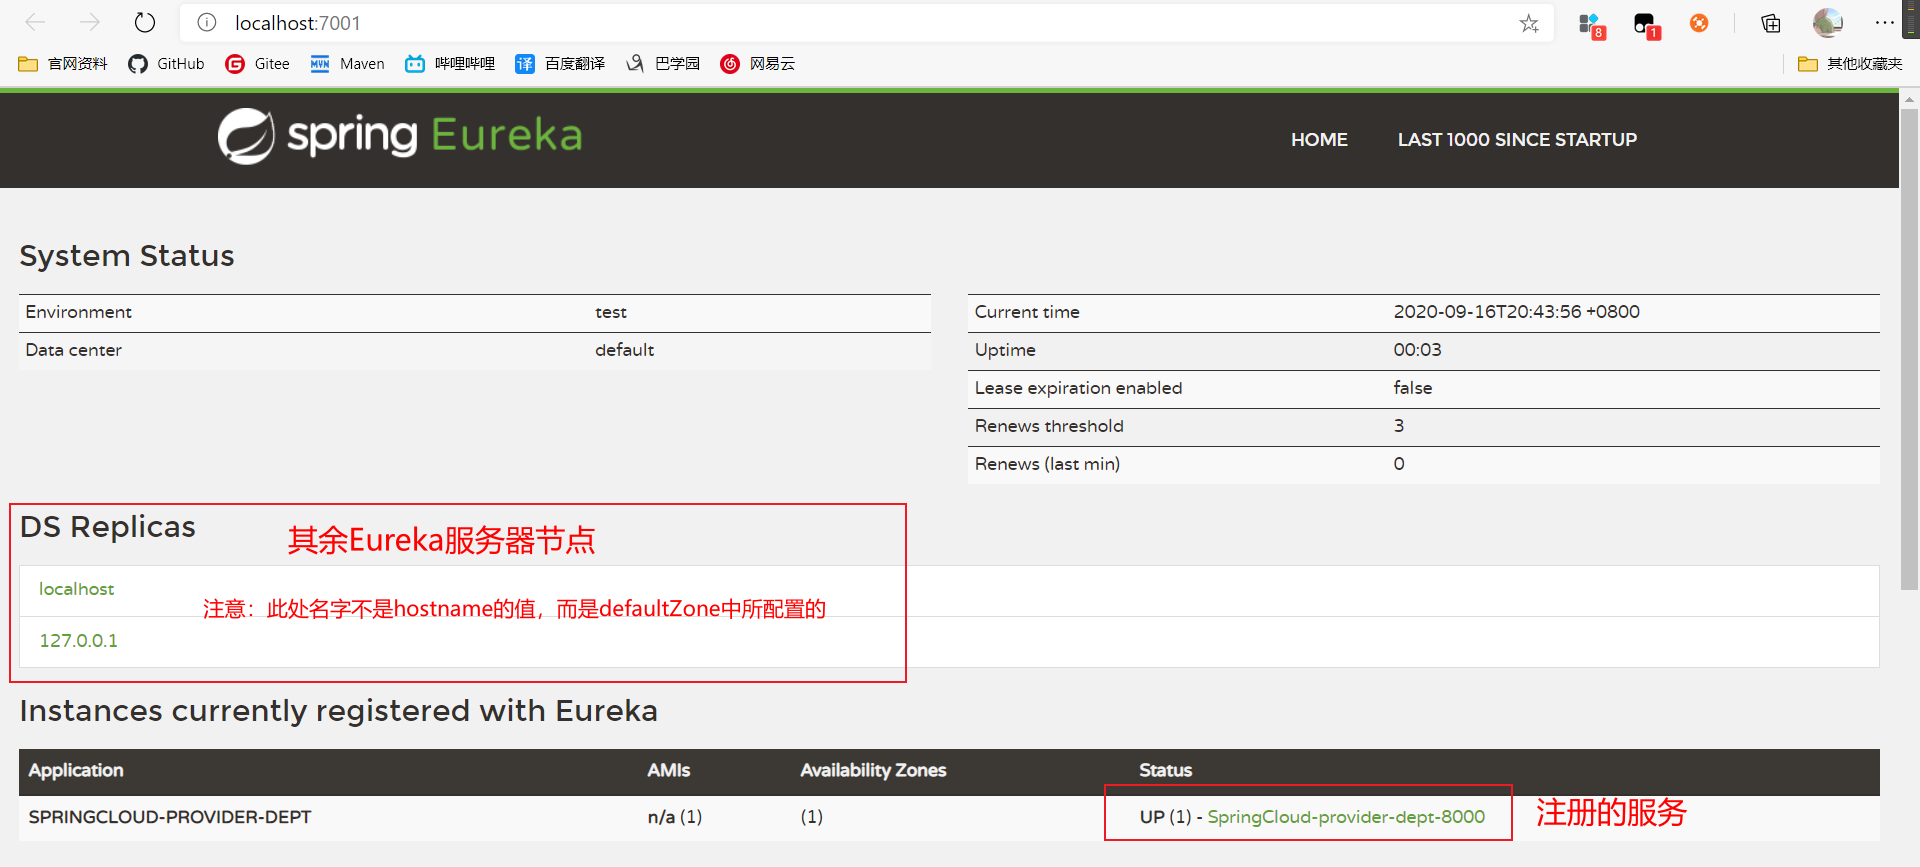 localhost:7001
8
1
官网资料 GitHub Gitee MVN Maven 哔哩哔哩 译 百度翻译 巴学园 网易云 其他收藏夹
spring Eureka HOME LAST 1000 SINCE STARTUP
System Status
Environment test
Data center default
Current time 2020-09-16T20:43:56 +0800
Uptime 00:03
Lease expiration enabled false
Renews threshold 3
Renews (last min) 0
DS Replicas
其余Eureka服务器节点
localhost
注意：此处名字不是hostname的值，而是defaultZone中所配置的
127.0.0.1
Instances currently registered with Eureka
Application AMIs Availability Zones Status
SPRINGCLOUD-PROVIDER-DEPT n/a (1) (1) UP (1) - SpringCloud-provider-dept-8000
注册的服务